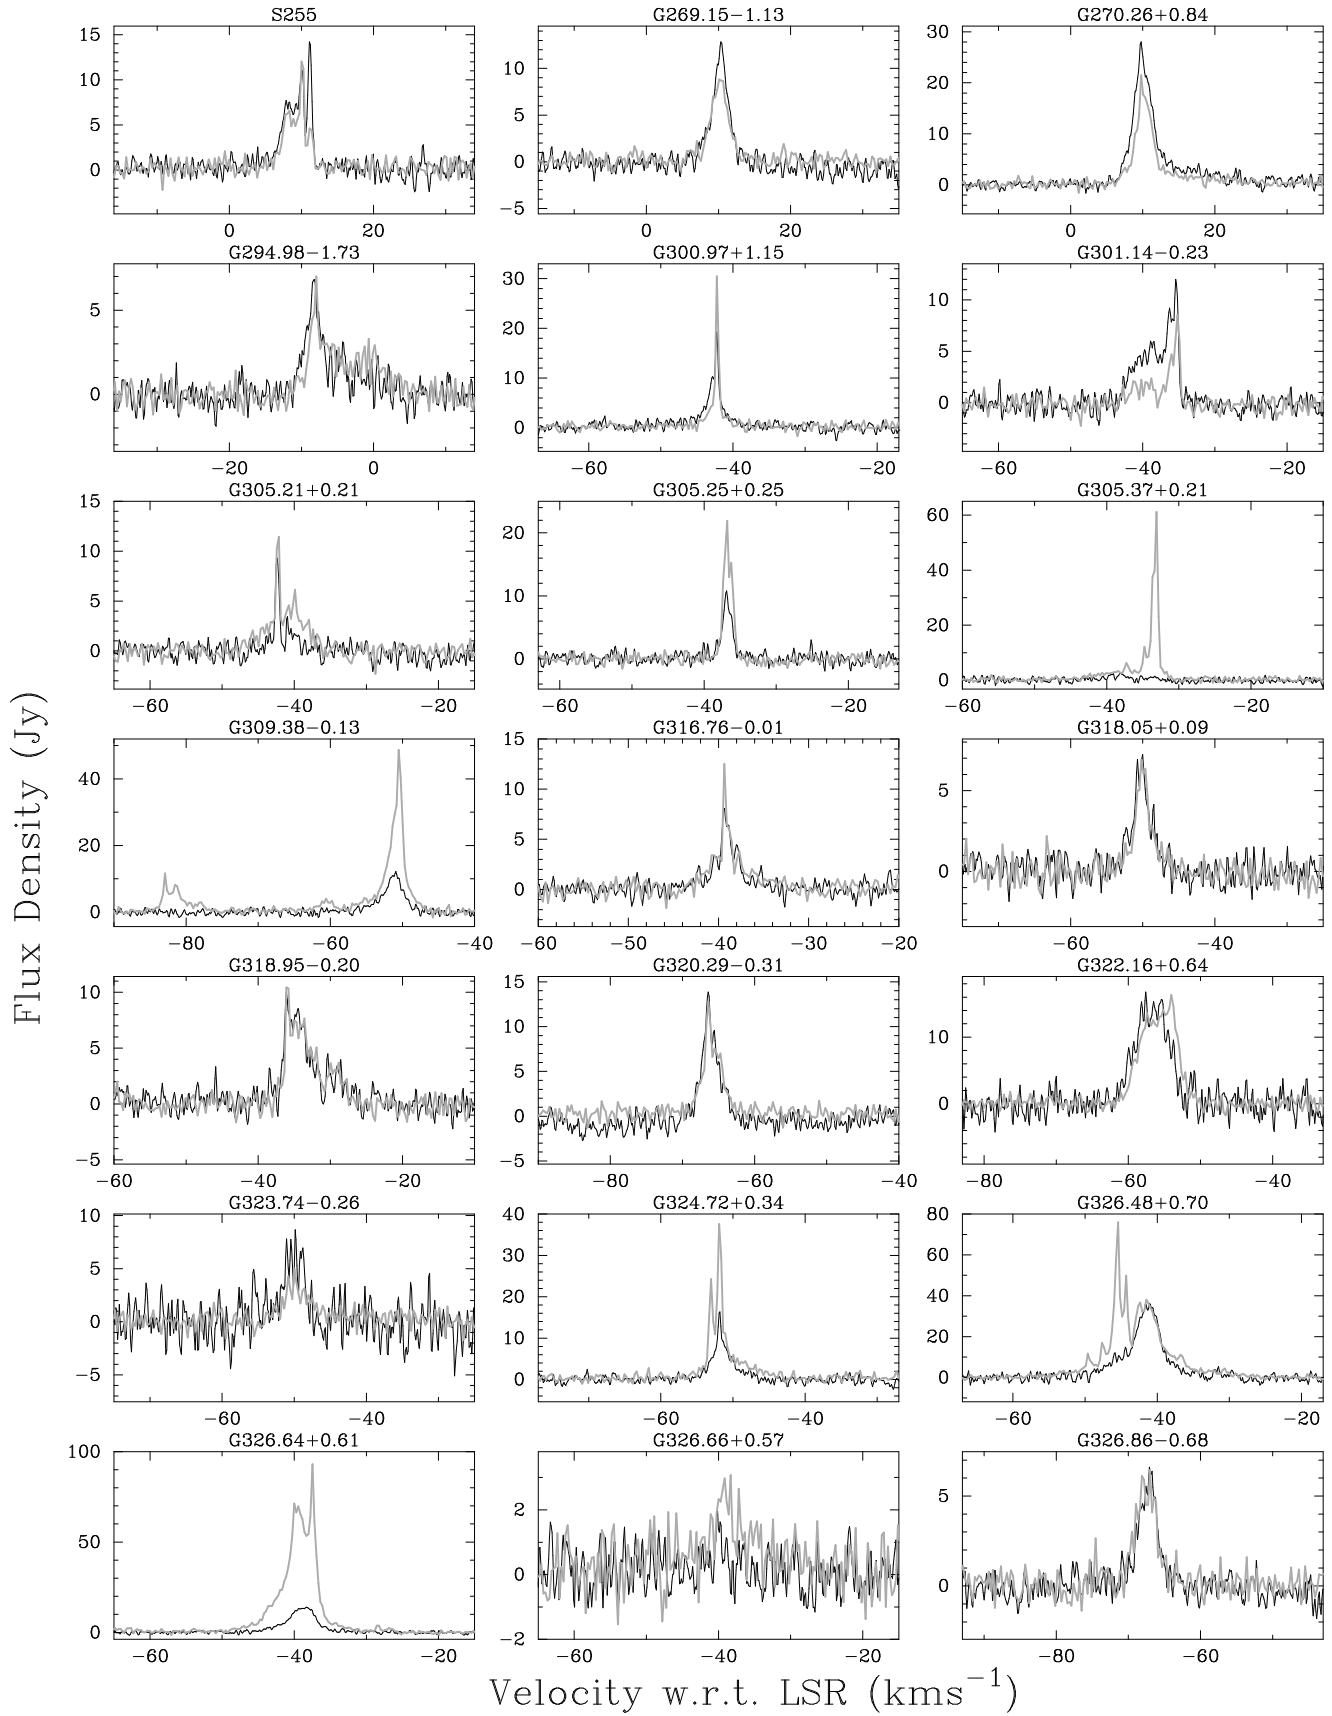 S255 G269.15−1.13 G270.26+0.84
15 10 5 0
10 5 0 −5
30 20 10 0
0 20 0 20 0 20
G294.98−1.73 G300.97+1.15 G301.14−0.23
5 0
30 20 10 0
10 5 0
−20 0 −60 −40 −20 −60 −40 −20
G305.21+0.21 G305.25+0.25 G305.37+0.21
15 10 5 0
20 10 0
60 40 20 0
−60 −40 −20 −60 −40 −20 −60 −40 −20
G309.38−0.13 G316.76−0.01 G318.05+0.09
40 20 0
15 10 5 0
5 0
−80 −60 −40 −60 −50 −40 −30 −20 −60 −40
G318.95−0.20 G320.29−0.31 G322.16+0.64
10 5 0 −5
15 10 5 0 −5
10 0
−60 −40 −20 −80 −60 −40 −80 −60 −40
G323.74−0.26 G324.72+0.34 G326.48+0.70
10 5 0 −5
40 30 20 10 0
80 60 40 20 0
−60 −40 −60 −40 −60 −40 −20
G326.64+0.61 G326.66+0.57 G326.86−0.68
100 50 0
2 0 −2
5 0
−60 −40 −20 −60 −40 −20 −80 −60
Flux Density (Jy)
Velocity w.r.t. LSR (kms−1)